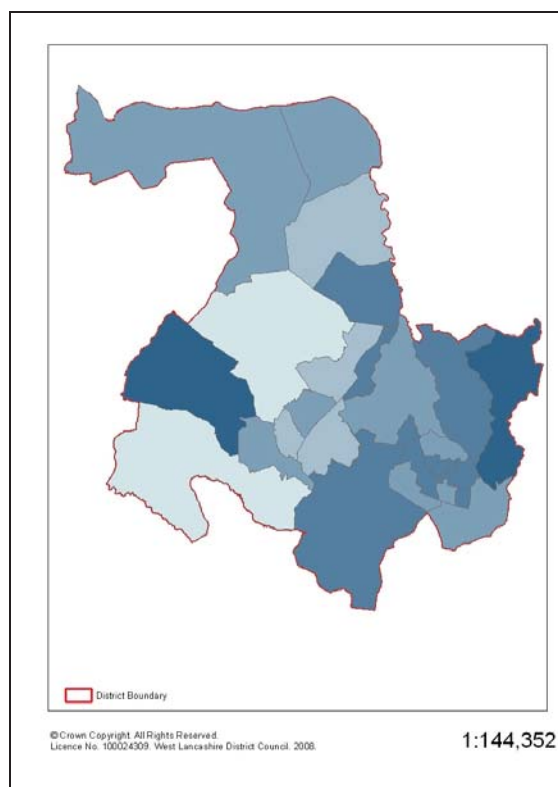 District Boundary
©Crown Copyright. All Rights Reserved.
Licence No. 100024309. West Lancashire District Council. 2008.
1:144,352